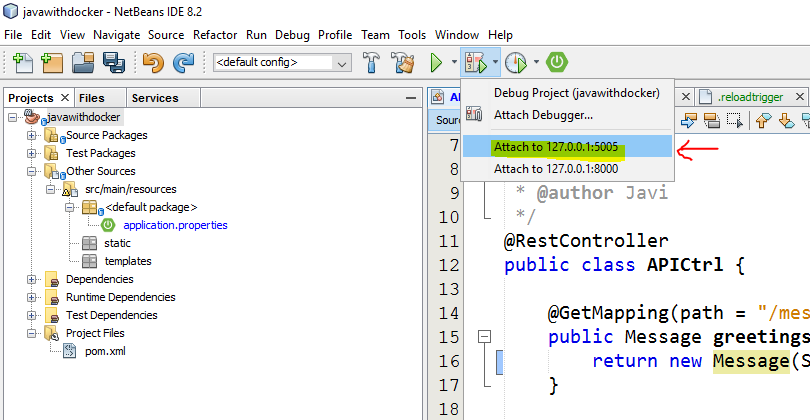 javawithdocker - NetBeans IDE 8.2
File Edit View Navigate Source Refactor Run Debug Profile Team Tools Window Help
<default config>
Projects Files Services
javawithdocker
Source Packages
Test Packages
Other Sources
src/main/resources
<default package>
application.properties
static
templates
Dependencies
Runtime Dependencies
Test Dependencies
Project Files
pom.xml
Debug Project (javawithdocker)
Attach Debugger...
Attach to 127.0.0.1:5005
Attach to 127.0.0.1:8000
.reloadtrigger
7
8
9 * @author Javi
10 */
11 @RestController
12 public class APICtrl {
13
14 @GetMapping(path = "/mes
15 public Message greetings
16 return new Message(S
17 }
18